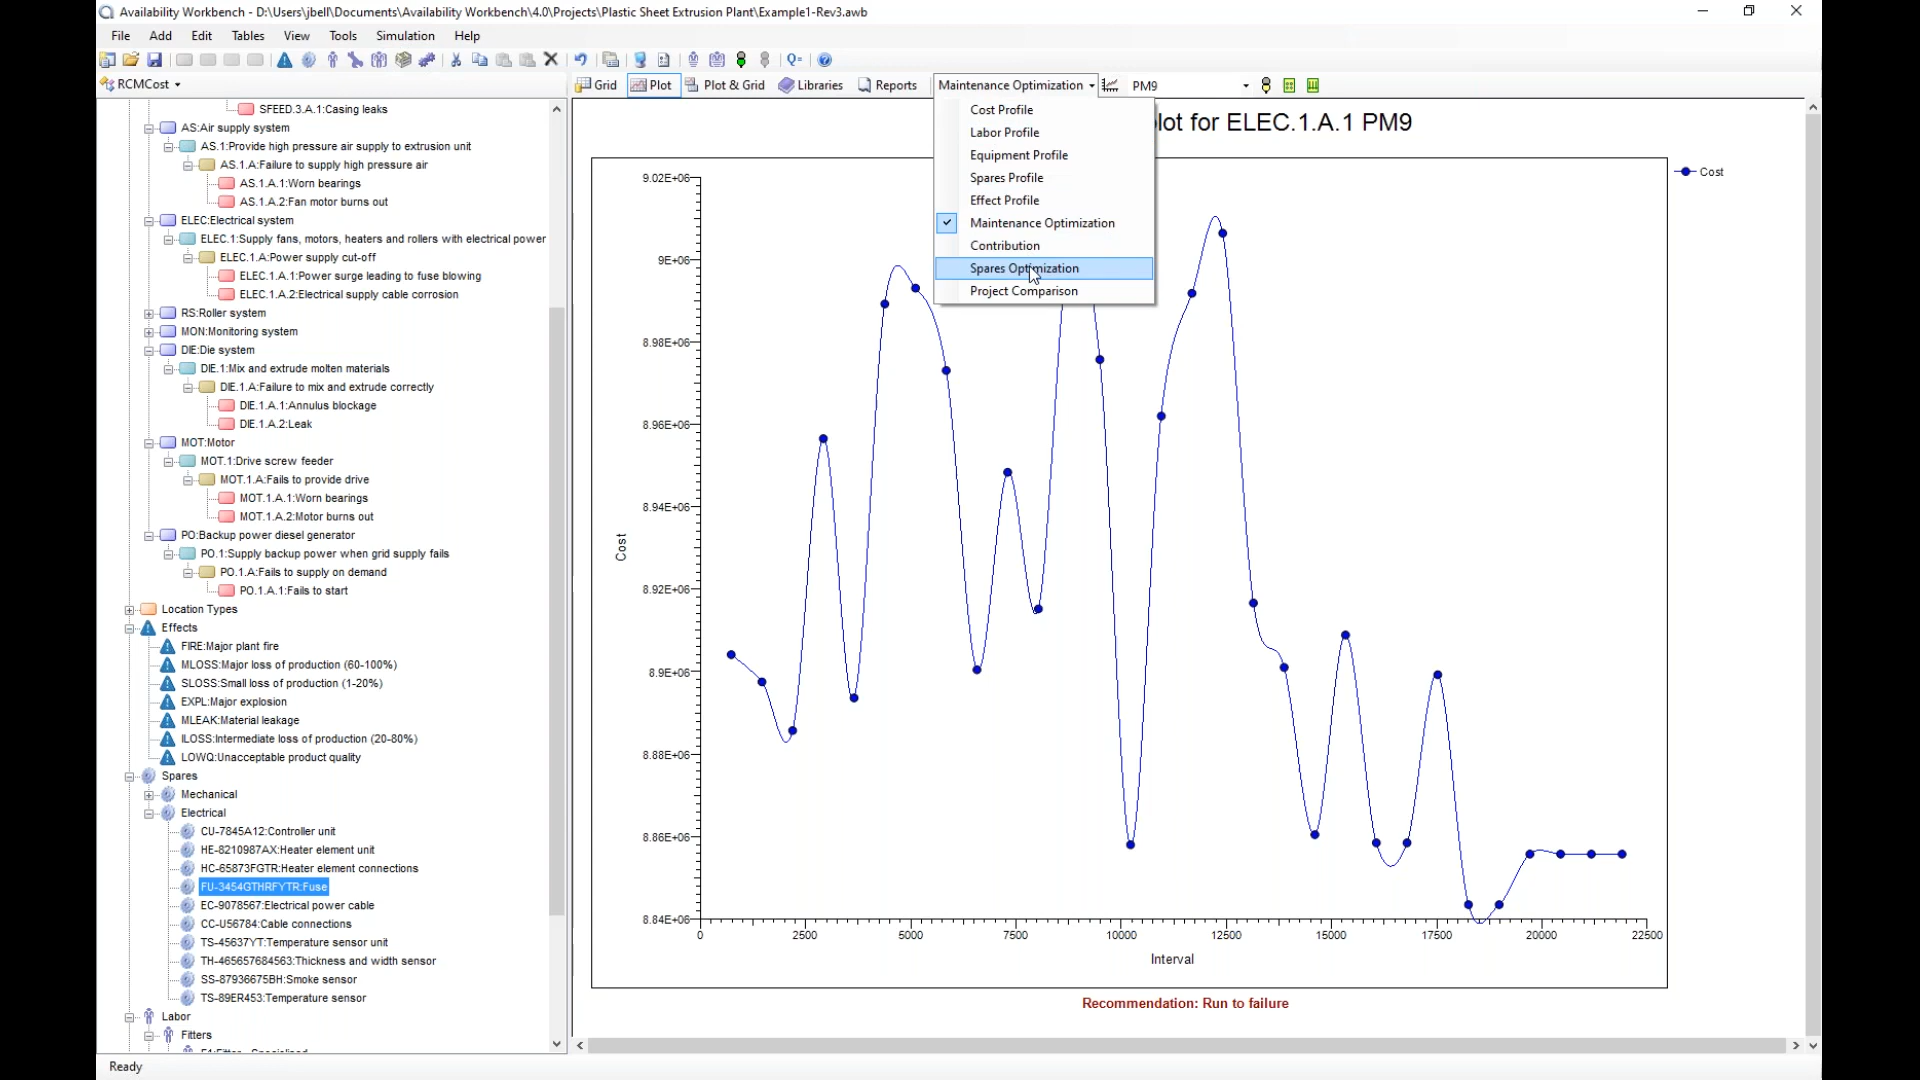 Availability Workbench - D:\Users\jbell\Documents\Availability Workbench\4.0\Projects\Plastic Sheet Extrusion Plant\Example1-Rev3.awb
File Add Edit Tables View Tools Simulation Help
RCMCost
Grid Plot Plot & Grid Libraries Reports Maintenance Optimization PM9
SFEED.3.A.1:Casing leaks
AS:Air supply system
AS.1:Provide high pressure air supply to extrusion unit
AS.1.A:Failure to supply high pressure air
AS.1.A.1:Worn bearings
AS.1.A.2:Fan motor burns out
ELEC:Electrical system
ELEC.1:Supply fans, motors, heaters and rollers with electrical power
ELEC.1.A:Power supply cut-off
ELEC.1.A.1:Power surge leading to fuse blowing
ELEC.1.A.2:Electrical supply cable corrosion
RS:Roller system
MON:Monitoring system
DIE:Die system
DIE.1:Mix and extrude molten materials
DIE.1.A:Failure to mix and extrude correctly
DIE.1.A.1:Annulus blockage
DIE.1.A.2:Leak
MOT:Motor
MOT.1:Drive screw feeder
MOT.1.A:Fails to provide drive
MOT.1.A.1:Worn bearings
MOT.1.A.2:Motor burns out
PO:Backup power diesel generator
PO.1:Supply backup power when grid supply fails
PO.1.A:Fails to supply on demand
PO.1.A.1:Fails to start
Location Types
Effects
FIRE:Major plant fire
MLOSS:Major loss of production (60-100%)
SLOSS:Small loss of production (1-20%)
EXPL:Major explosion
MLEAK:Material leakage
ILOSS:Intermediate loss of production (20-80%)
LOWQ:Unacceptable product quality
Spares
Mechanical
Electrical
CU-7845A12:Controller unit
HE-8210987AX:Heater element unit
HC-65873FGTR:Heater element connections
FU-3454GTHRFYTR:Fuse
EC-9078567:Electrical power cable
CC-U56784:Cable connections
TS-45637YT:Temperature sensor unit
TH-465657684563:Thickness and width sensor
SS-87936675BH:Smoke sensor
TS-89ER453:Temperature sensor
Labor
Fitters
Cost Profile
Labor Profile
Equipment Profile
Spares Profile
Effect Profile
Maintenance Optimization
Contribution
Spares Optimization
Project Comparison
plot for ELEC.1.A.1 PM9
Cost
9.02E+06
9E+06
8.98E+06
8.96E+06
8.94E+06
8.92E+06
8.9E+06
8.88E+06
8.86E+06
8.84E+06
Cost
0 2500 5000 7500 10000 12500 15000 17500 20000 22500
Interval
Recommendation: Run to failure
Ready